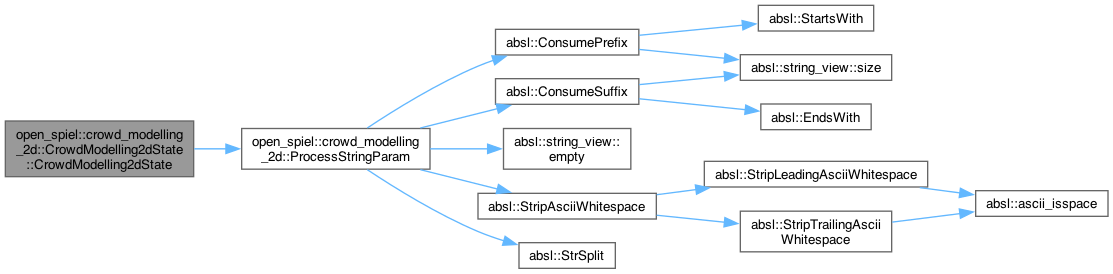 open_spiel::crowd_modelling
_2d::CrowdModelling2dState
::CrowdModelling2dState
open_spiel::crowd_modelling
_2d::ProcessStringParam
absl::ConsumePrefix
absl::StartsWith
absl::string_view::size
absl::ConsumeSuffix
absl::EndsWith
absl::string_view::
empty
absl::StripAsciiWhitespace
absl::StripLeadingAsciiWhitespace
absl::ascii_isspace
absl::StripTrailingAscii
Whitespace
absl::StrSplit